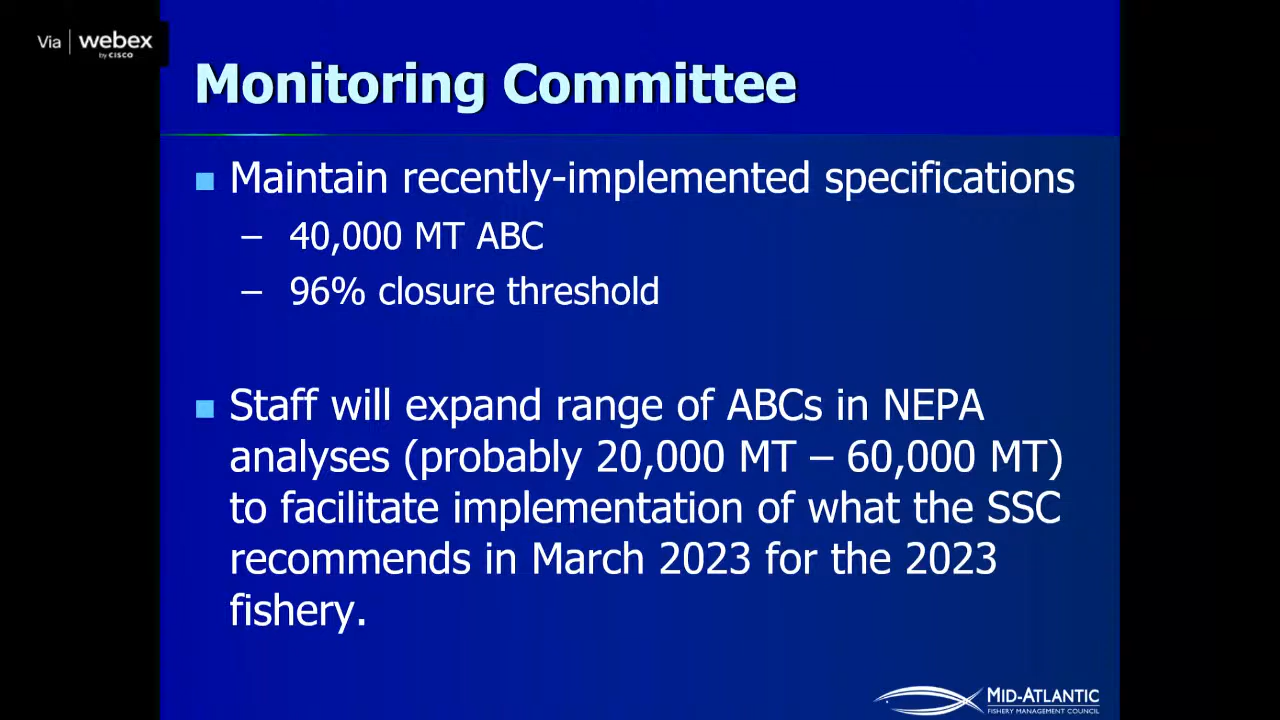 Via webex
by CISCO
Monitoring Committee
Maintain recently-implemented specifications
– 40,000 MT ABC
– 96% closure threshold
Staff will expand range of ABCs in NEPA
analyses (probably 20,000 MT – 60,000 MT)
to facilitate implementation of what the SSC
recommends in March 2023 for the 2023
fishery.
MID-ATLANTIC
FISHERY MANAGEMENT COUNCIL